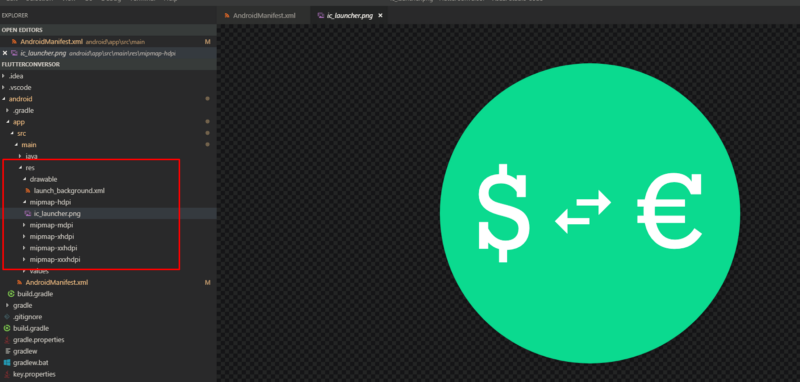 EXPLORER
OPEN EDITORS
AndroidManifest.xml android\app\src\main M
ic_launcher.png android\app\src\main\res\mipmap-hdpi
FLUTTERCONVERSOR
.idea
.vscode
android
.gradle
app
src
main
java
res
drawable
launch_background.xml
mipmap-hdpi
ic_launcher.png
mipmap-mdpi
mipmap-xhdpi
mipmap-xxhdpi
mipmap-xxxhdpi
values
AndroidManifest.xml M
build.gradle
gradle
.gitignore
build.gradle
gradle.properties
gradlew
gradlew.bat
key.properties
AndroidManifest.xml
ic_launcher.png
$ €